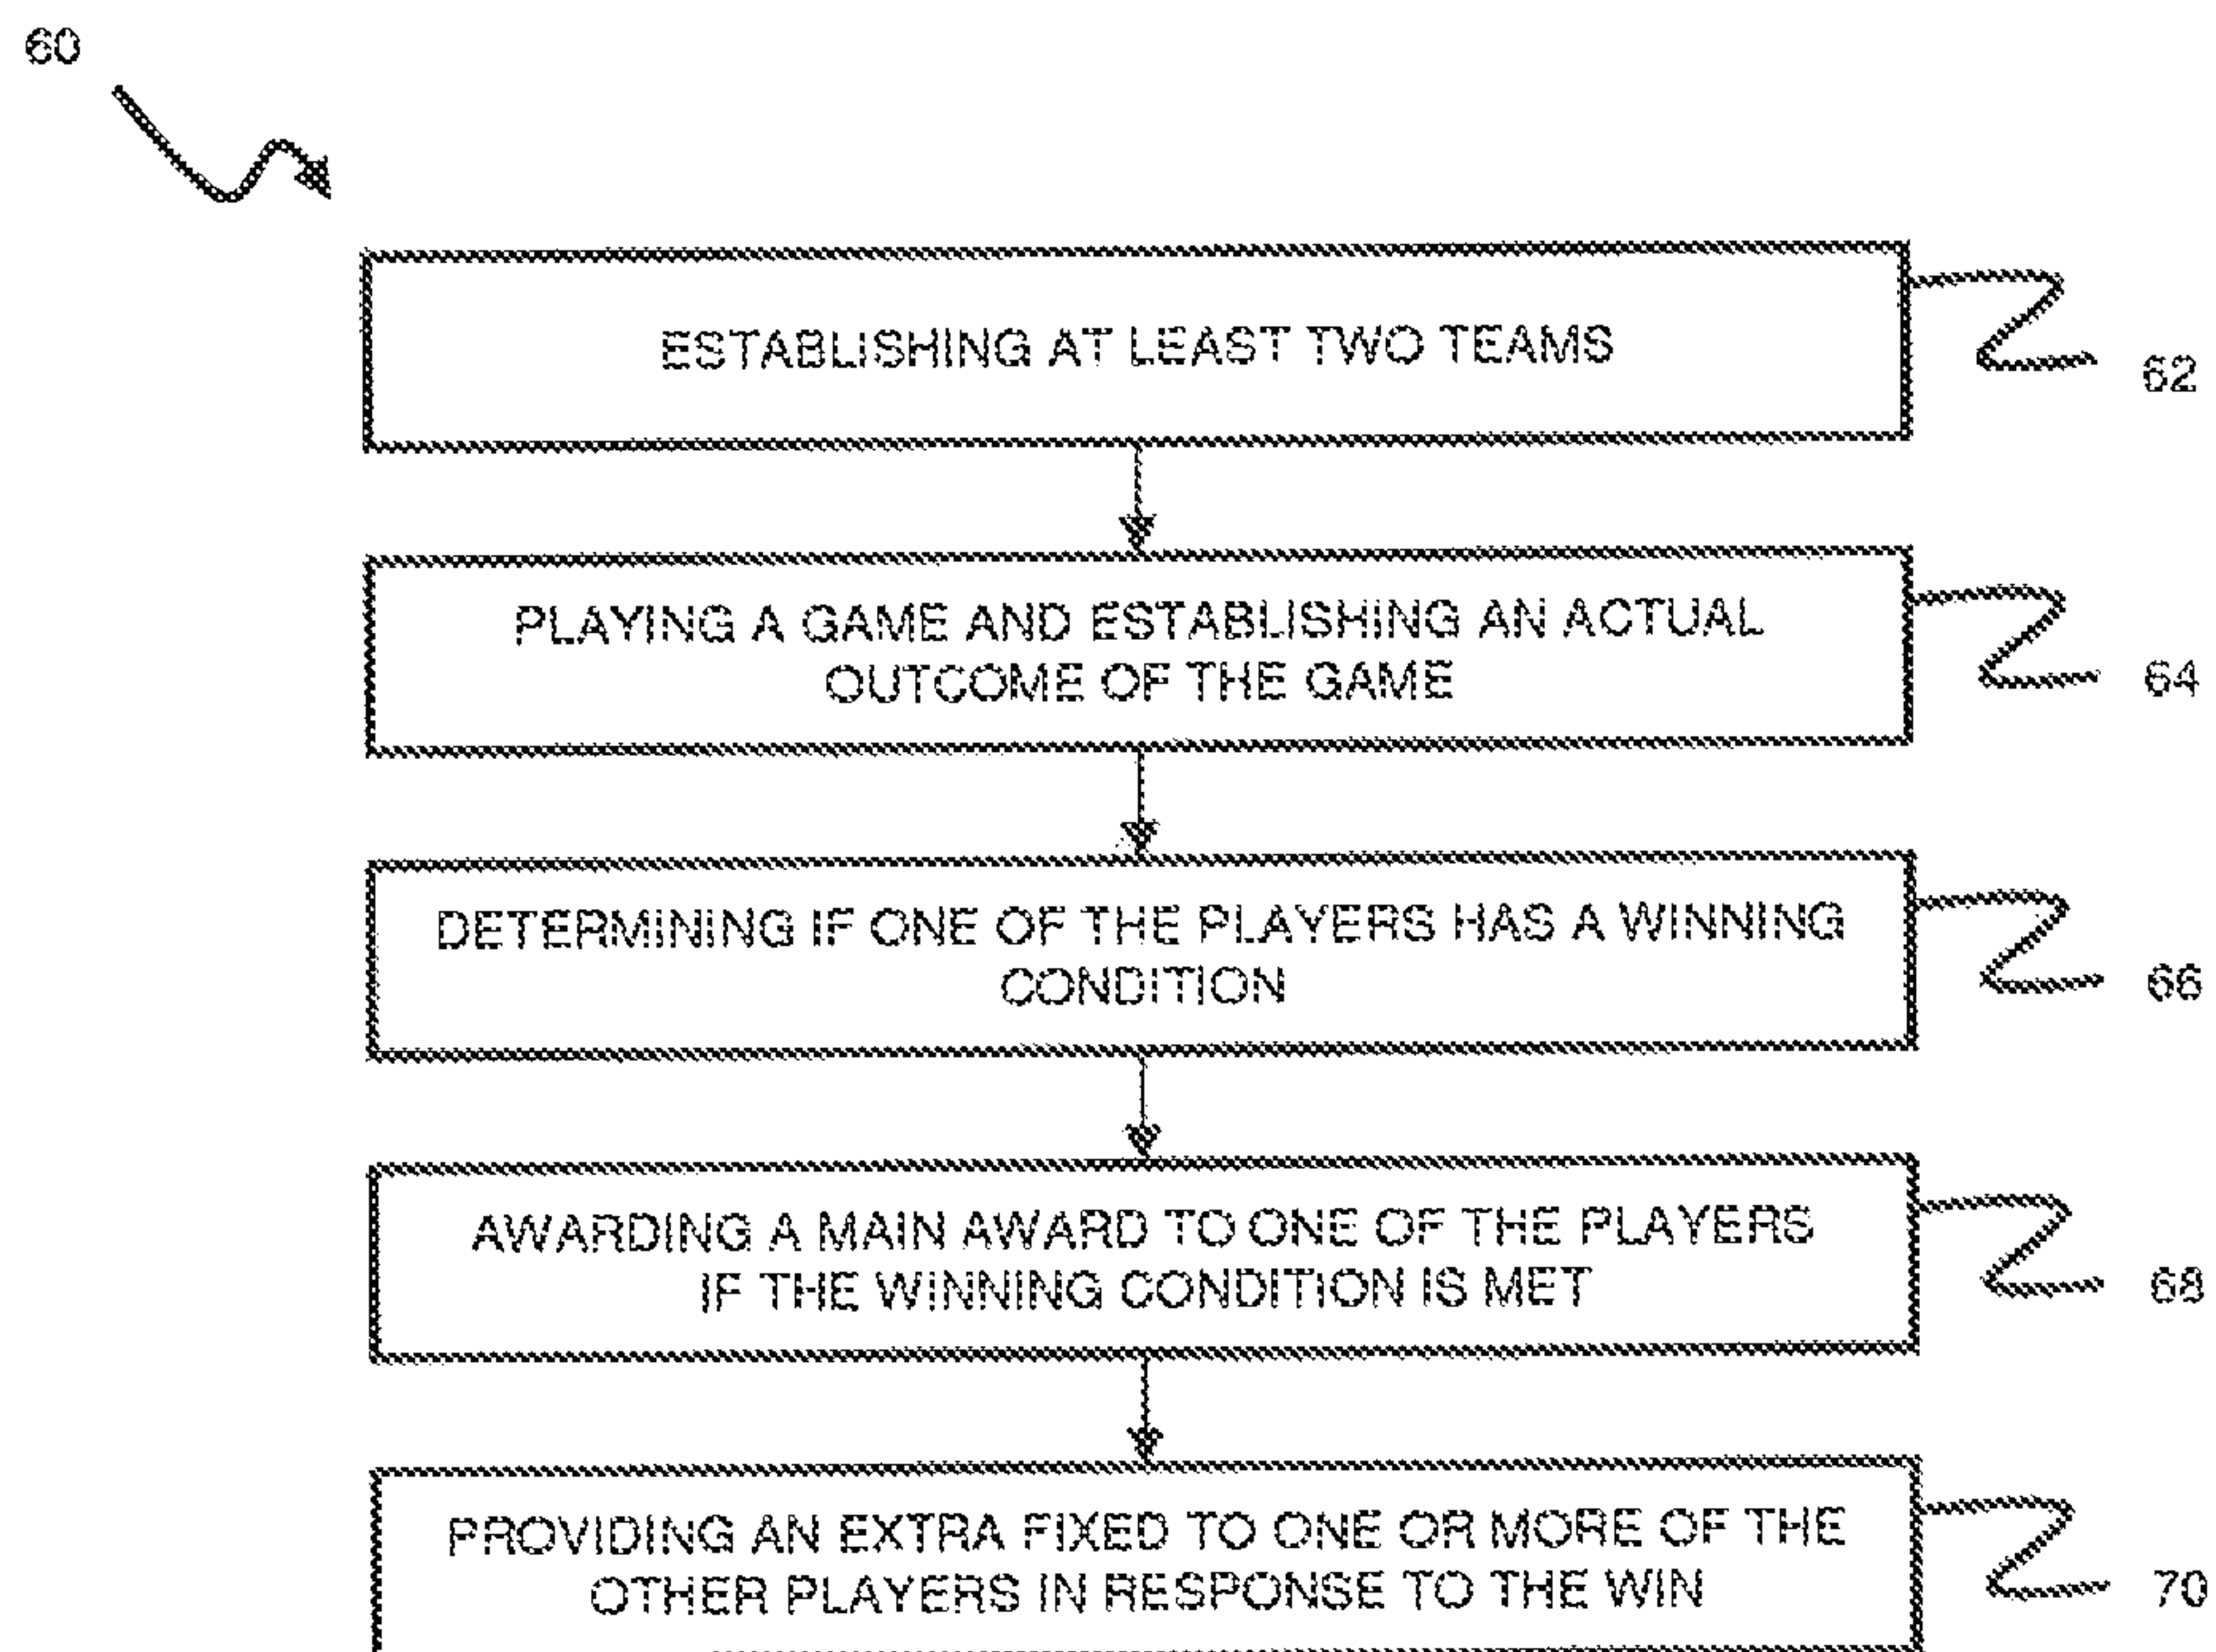 60
ESTABLISHING AT LEAST TWO TEAMS
62
PLAYING A GAME AND ESTABLISHING AN ACTUAL
OUTCOME OF THE GAME
64
DETERMINING IF ONE OF THE PLAYERS HAS A WINNING
CONDITION
66
AWARDING A MAIN AWARD TO ONE OF THE PLAYERS
IF THE WINNING CONDITION IS MET
68
PROVIDING AN EXTRA FIXED TO ONE OR MORE OF THE
OTHER PLAYERS IN RESPONSE TO THE WIN
70